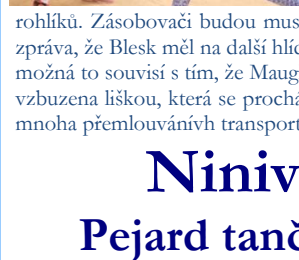 rohlíků. Zásobovači budou mus
zpráva, že Blesk měl na další hlíd
možná to souvisí s tím, že Maug
vzbuzena liškou, která se prochá
mnoha přemlouvánívh transport
Niniv
Pejard tanč